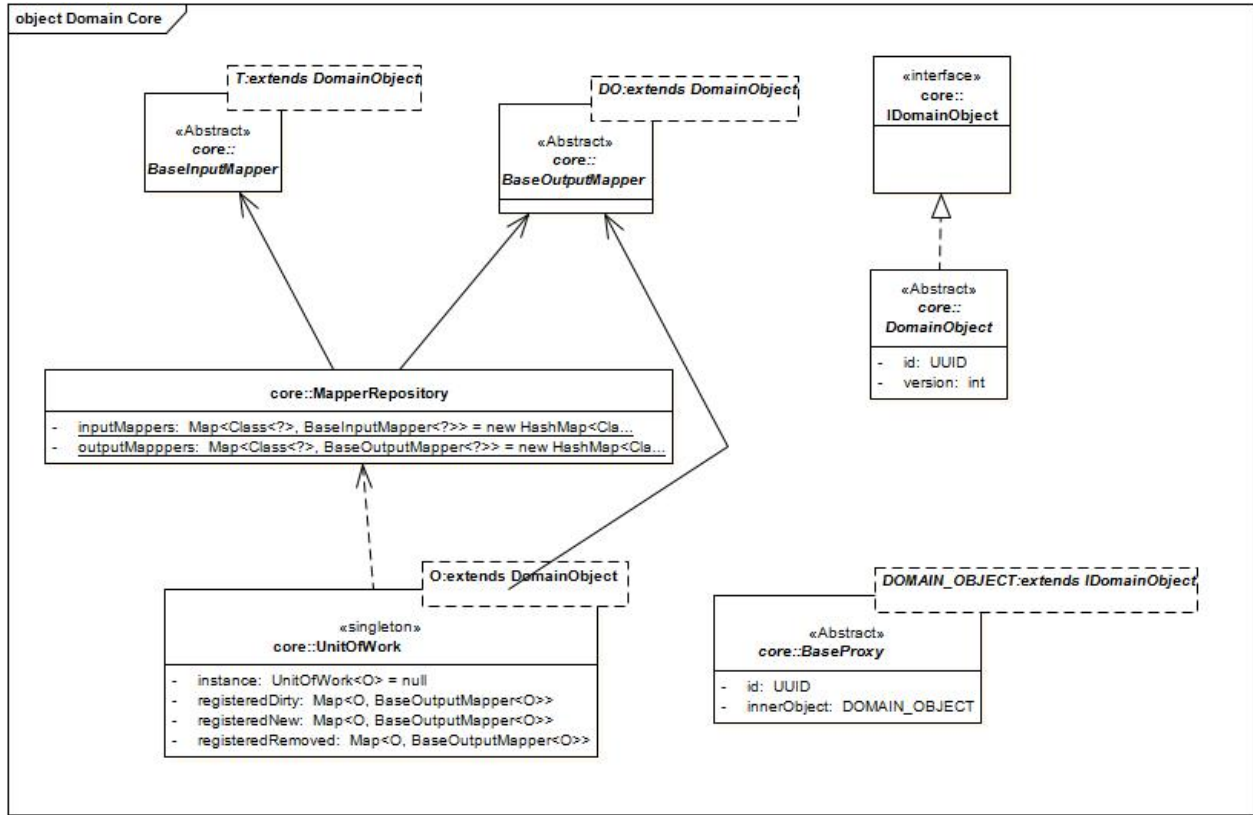 object Domain Core
T:extends DomainObject
«Abstract»
core::
BaseInputMapper
DO:extends DomainObject
«Abstract»
core::
BaseOutputMapper
«interface»
core::
IDomainObject
«Abstract»
core::
DomainObject
- id: UUID
- version: int
core::MapperRepository
- inputMappers: Map<Class<?>, BaseInputMapper<?>> = new HashMap<Cla...
- outputMapppers: Map<Class<?>, BaseOutputMapper<?>> = new HashMap<Cla...
O:extends DomainObject
«singleton»
core::UnitOfWork
- instance: UnitOfWork<O> = null
- registeredDirty: Map<O, BaseOutputMapper<O>>
- registeredNew: Map<O, BaseOutputMapper<O>>
- registeredRemoved: Map<O, BaseOutputMapper<O>>
DOMAIN_OBJECT:extends IDomainObject
«Abstract»
core::BaseProxy
- id: UUID
- innerObject: DOMAIN_OBJECT